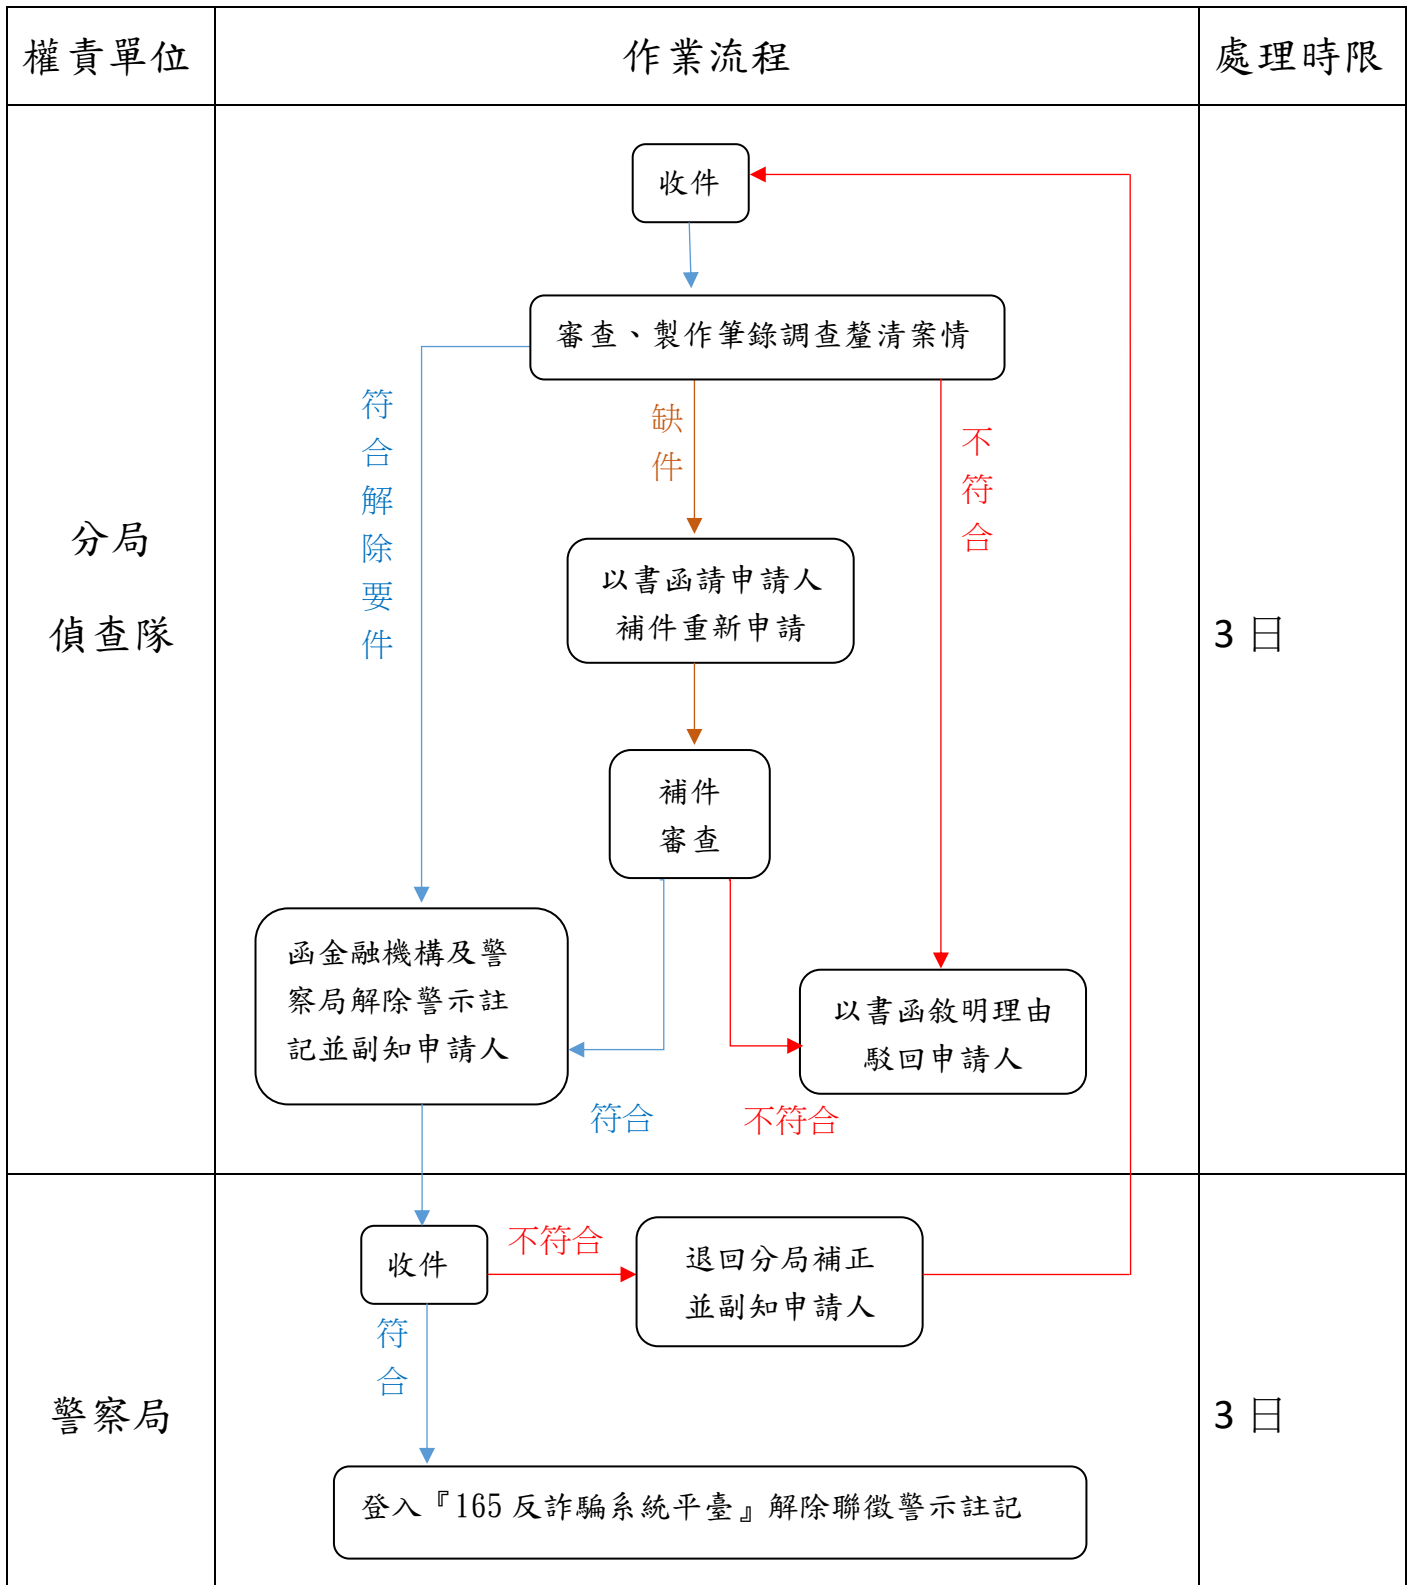 權責單位
作業流程
處理時限
分局
偵查隊
收件
審查、製作筆錄調查釐清案情
符合解除要件
缺件
不符合
以書函請申請人
補件重新申請
補件
審查
函金融機構及警
察局解除警示註
記並副知申請人
以書函敘明理由
駁回申請人
符合
不符合
3 日
警察局
收件
不符合
退回分局補正
並副知申請人
符合
登入『165 反詐騙系統平臺』解除聯徵警示註記
3 日